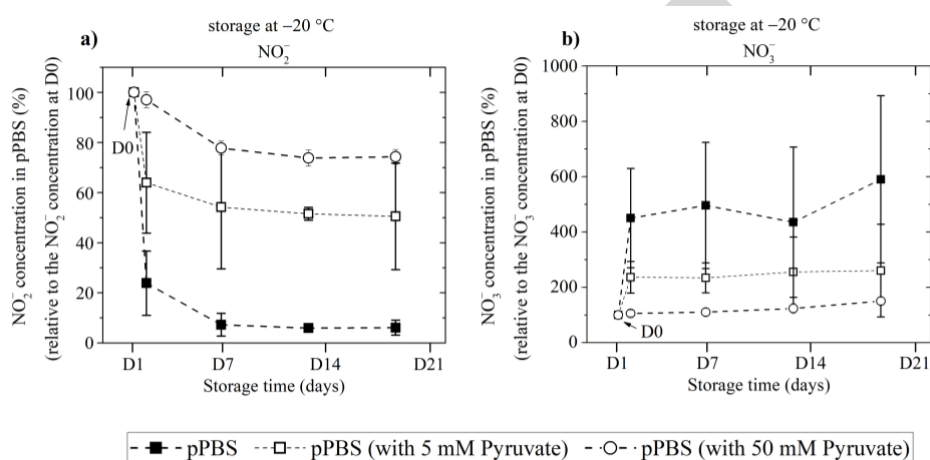 storage at −20 °C
a)
NO₂⁻
NO₂⁻ concentration in pPBS (%)
(relative to the NO₂⁻ concentration at D0)
100
80
60
40
20
0
D0
D1
D7
D14
D21
Storage time (days)
storage at −20 °C
b)
NO₃⁻
NO₃⁻ concentration in pPBS (%)
(relative to the NO₃⁻ concentration at D0)
1000
800
600
400
200
0
D0
D1
D7
D14
D21
Storage time (days)
pPBS
pPBS (with 5 mM Pyruvate)
pPBS (with 50 mM Pyruvate)